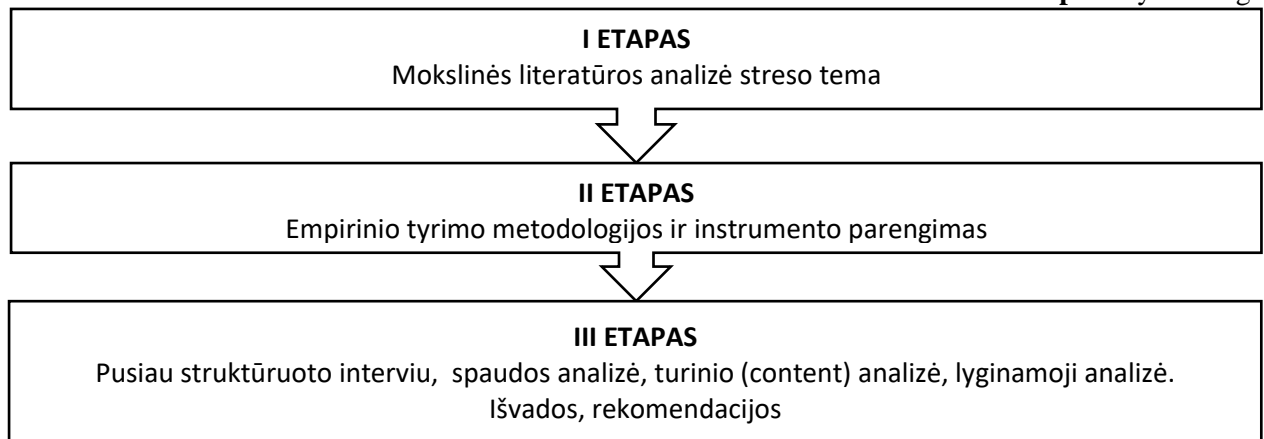 I ETAPAS
Mokslinės literatūros analizė streso tema
II ETAPAS
Empirinio tyrimo metodologijos ir instrumento parengimas
III ETAPAS
Pusiau struktūruoto interviu, spaudos analizė, turinio (content) analizė, lyginamoji analizė.
Išvados, rekomendacijos